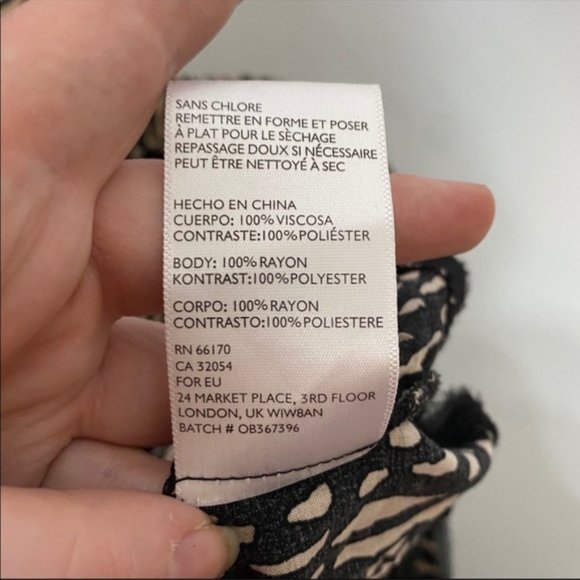 SANS CHLORE
REMETTRE EN FORME ET POSER
À PLAT POUR LE SÈCHAGE
REPASSAGE DOUX SI NÉCESSAIRE
PEUT ÊTRE NETTOYÉ À SEC
HECHO EN CHINA
CUERPO: 100% VISCOSA
CONTRASTE:100% POLIÉSTER
BODY: 100% RAYON
KONTRAST:100% POLYESTER
CORPO: 100% RAYON
CONTRASTO:100% POLIESTERE
RN 66170
CA 32054
FOR EU
24 MARKET PLACE, 3RD FLOOR
LONDON, UK WIW8AN
BATCH # OB367396